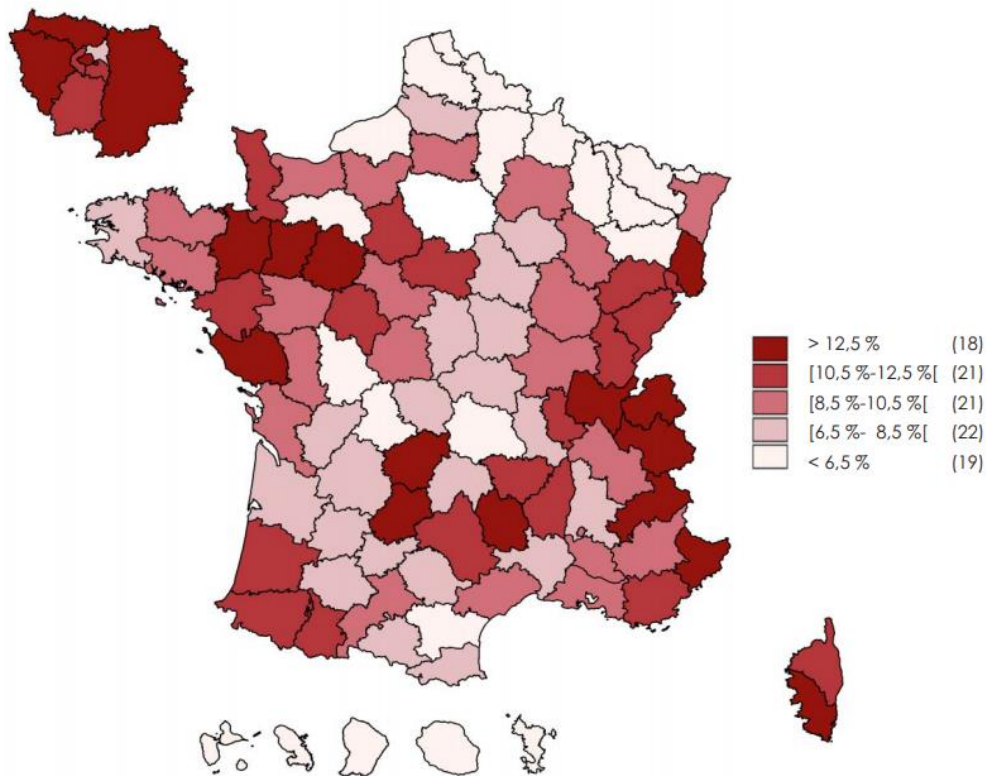 > 12,5 % (18)
[10,5 %-12,5 %[ (21)
[8,5 %-10,5 %[ (21)
[6,5 %- 8,5 %[ (22)
< 6,5 % (19)